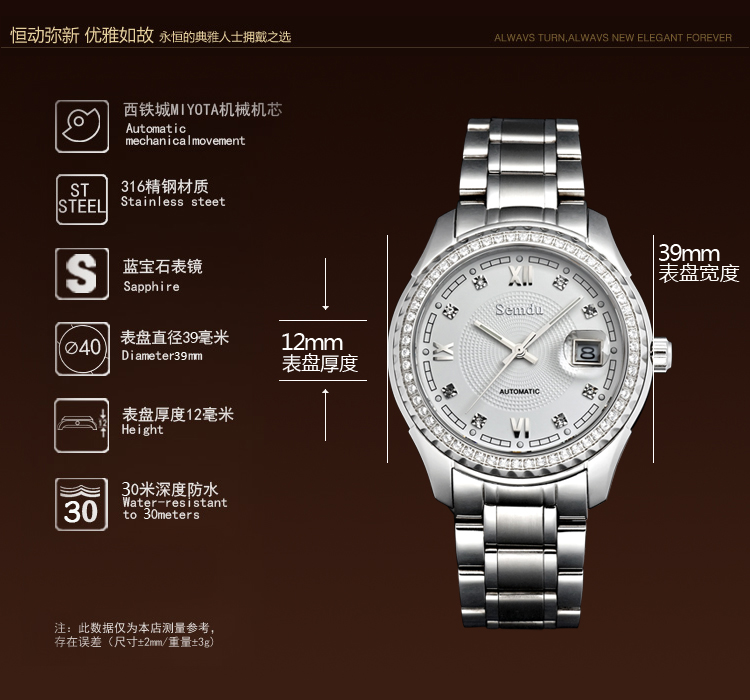 恒动弥新 优雅如故 永恒的典雅人士拥戴之选
ALWAVS TURN,ALWAVS NEW ELEGANT FOREVER
西铁城MIYOTA机械机芯
Automatic
mechanicalmovement
ST
STEEL
316精钢材质
Stainless steet
S
蓝宝石表镜
Sapphire
⌀40
表盘直径39毫米
Diameter39mm
12
表盘厚度12毫米
Height
30
30米深度防水
Water-resistant
to 30meters
12mm
表盘厚度
39mm
表盘宽度
XII
Semdu
8
AUTOMATIC
VI
注：此数据仅为本店测量参考，
存在误差（尺寸±2mm/重量±3g）